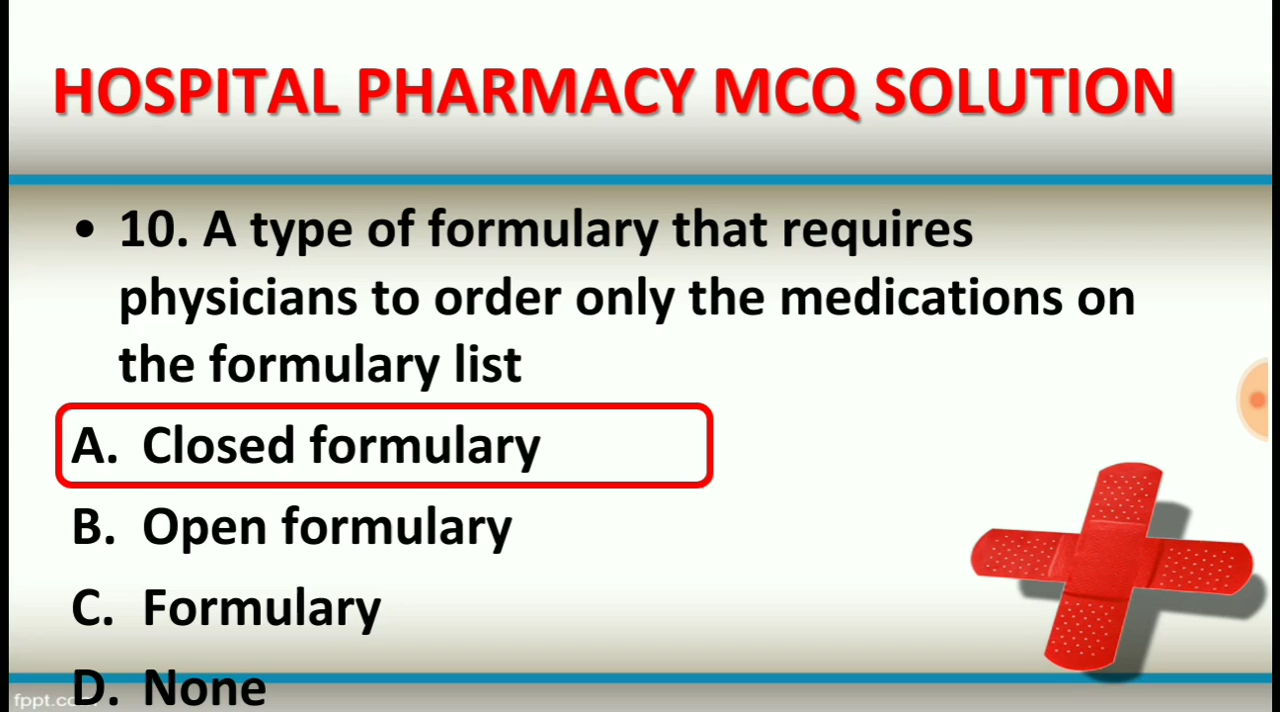 HOSPITAL PHARMACY MCQ SOLUTION
• 10. A type of formulary that requires
physicians to order only the medications on
the formulary list
A. Closed formulary
B. Open formulary
C. Formulary
D. None